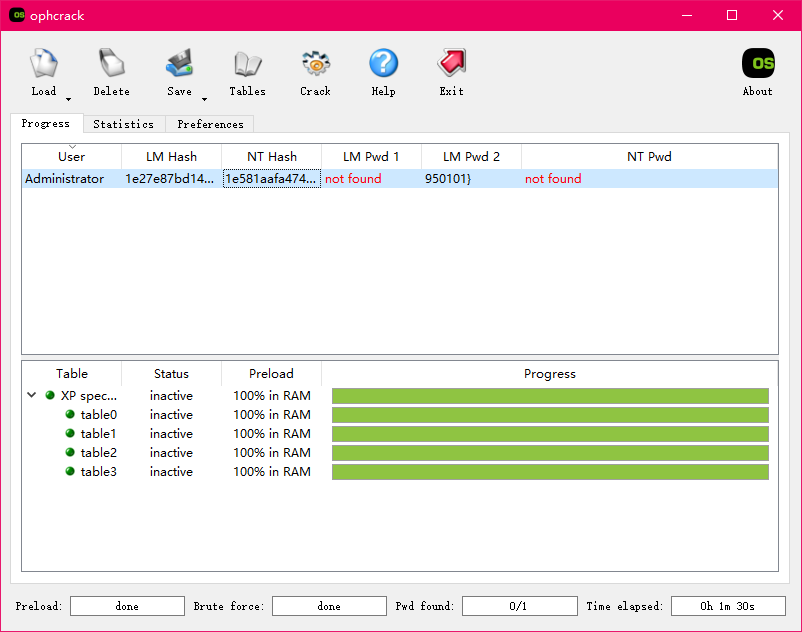 OS ophcrack
Load Delete Save Tables Crack Help Exit OS About
Progress Statistics Preferences
User LM Hash NT Hash LM Pwd 1 LM Pwd 2 NT Pwd
Administrator 1e27e87bd14... 1e581aafa474... not found 950101} not found
Table Status Preload Progress
XP spec... inactive 100% in RAM
table0 inactive 100% in RAM
table1 inactive 100% in RAM
table2 inactive 100% in RAM
table3 inactive 100% in RAM
Preload: done Brute force: done Pwd found: 0/1 Time elapsed: 0h 1m 30s